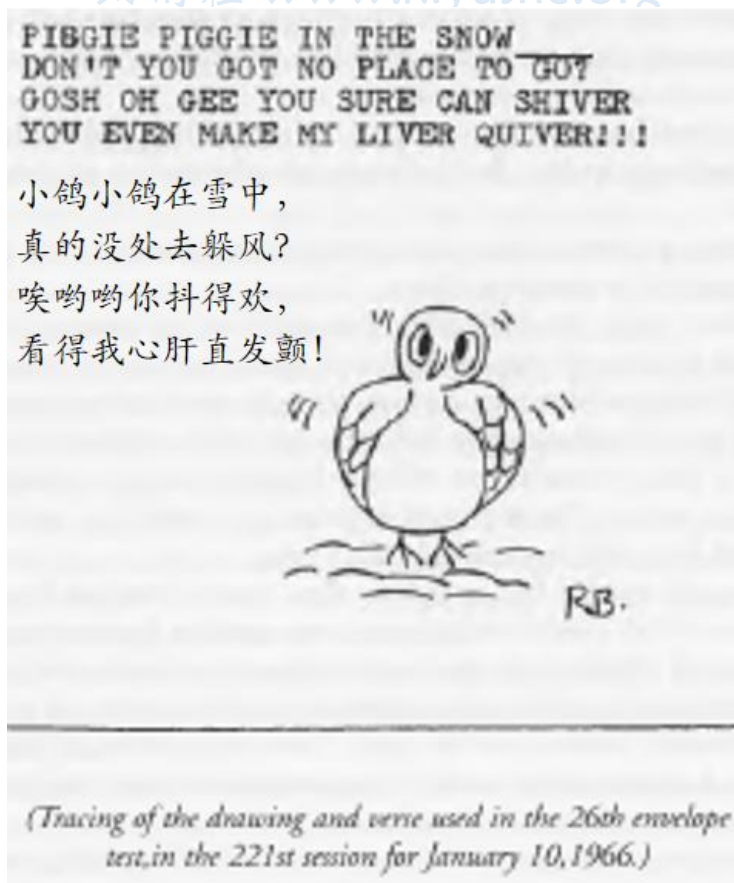 PIBGIE PIGGIE IN THE SNOW____
DON'T YOU GOT NO PLACE TO GO?
GOSH OH GEE YOU SURE CAN SHIVER
YOU EVEN MAKE MY LIVER QUIVER!!!
小鸽小鸽在雪中，
真的没处去躲风?
唉哟哟你抖得欢，
看得我心肝直发颤!
RB.
(Tracing of the drawing and verse used in the 26th envelope
test,in the 221st session for January 10,1966.)